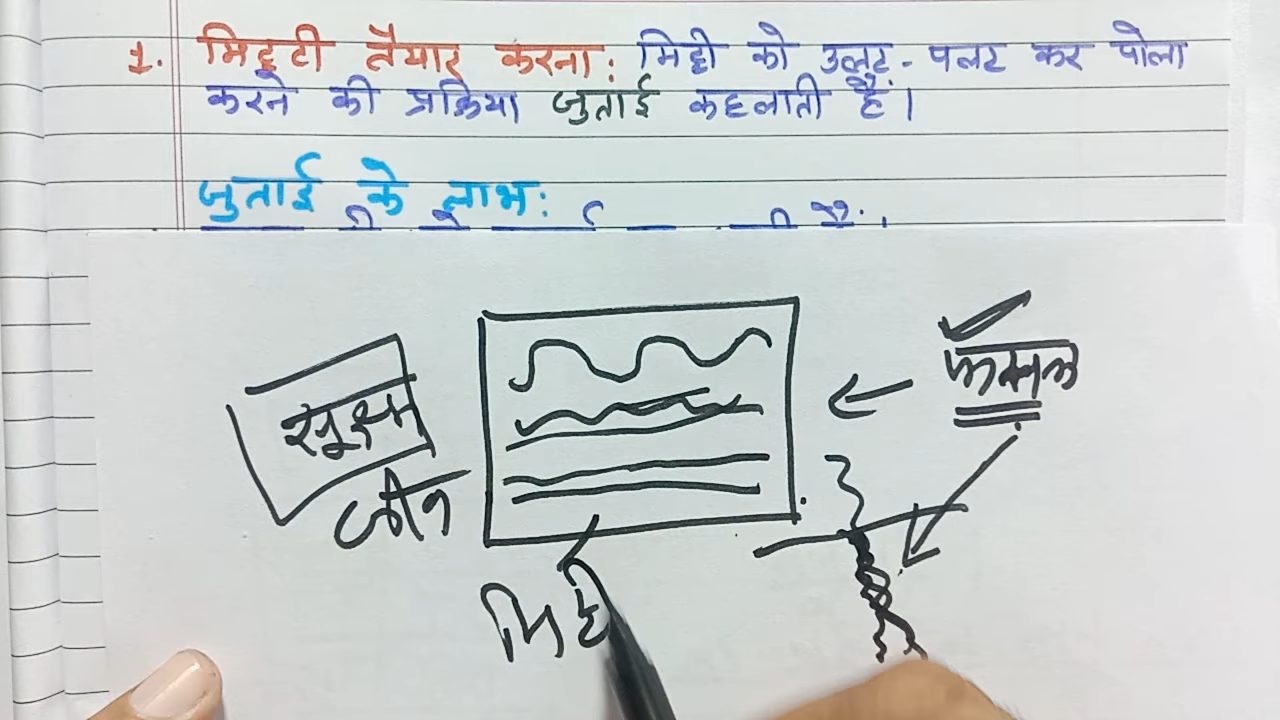 1. मिट्टी तैयार करना: मिट्टी को उलट-पलट कर पोला
करने की प्रक्रिया जुताई कहलाती है।
जुताई के लाभ:
फसल
सूक्ष्म
जीव
मिट्टी